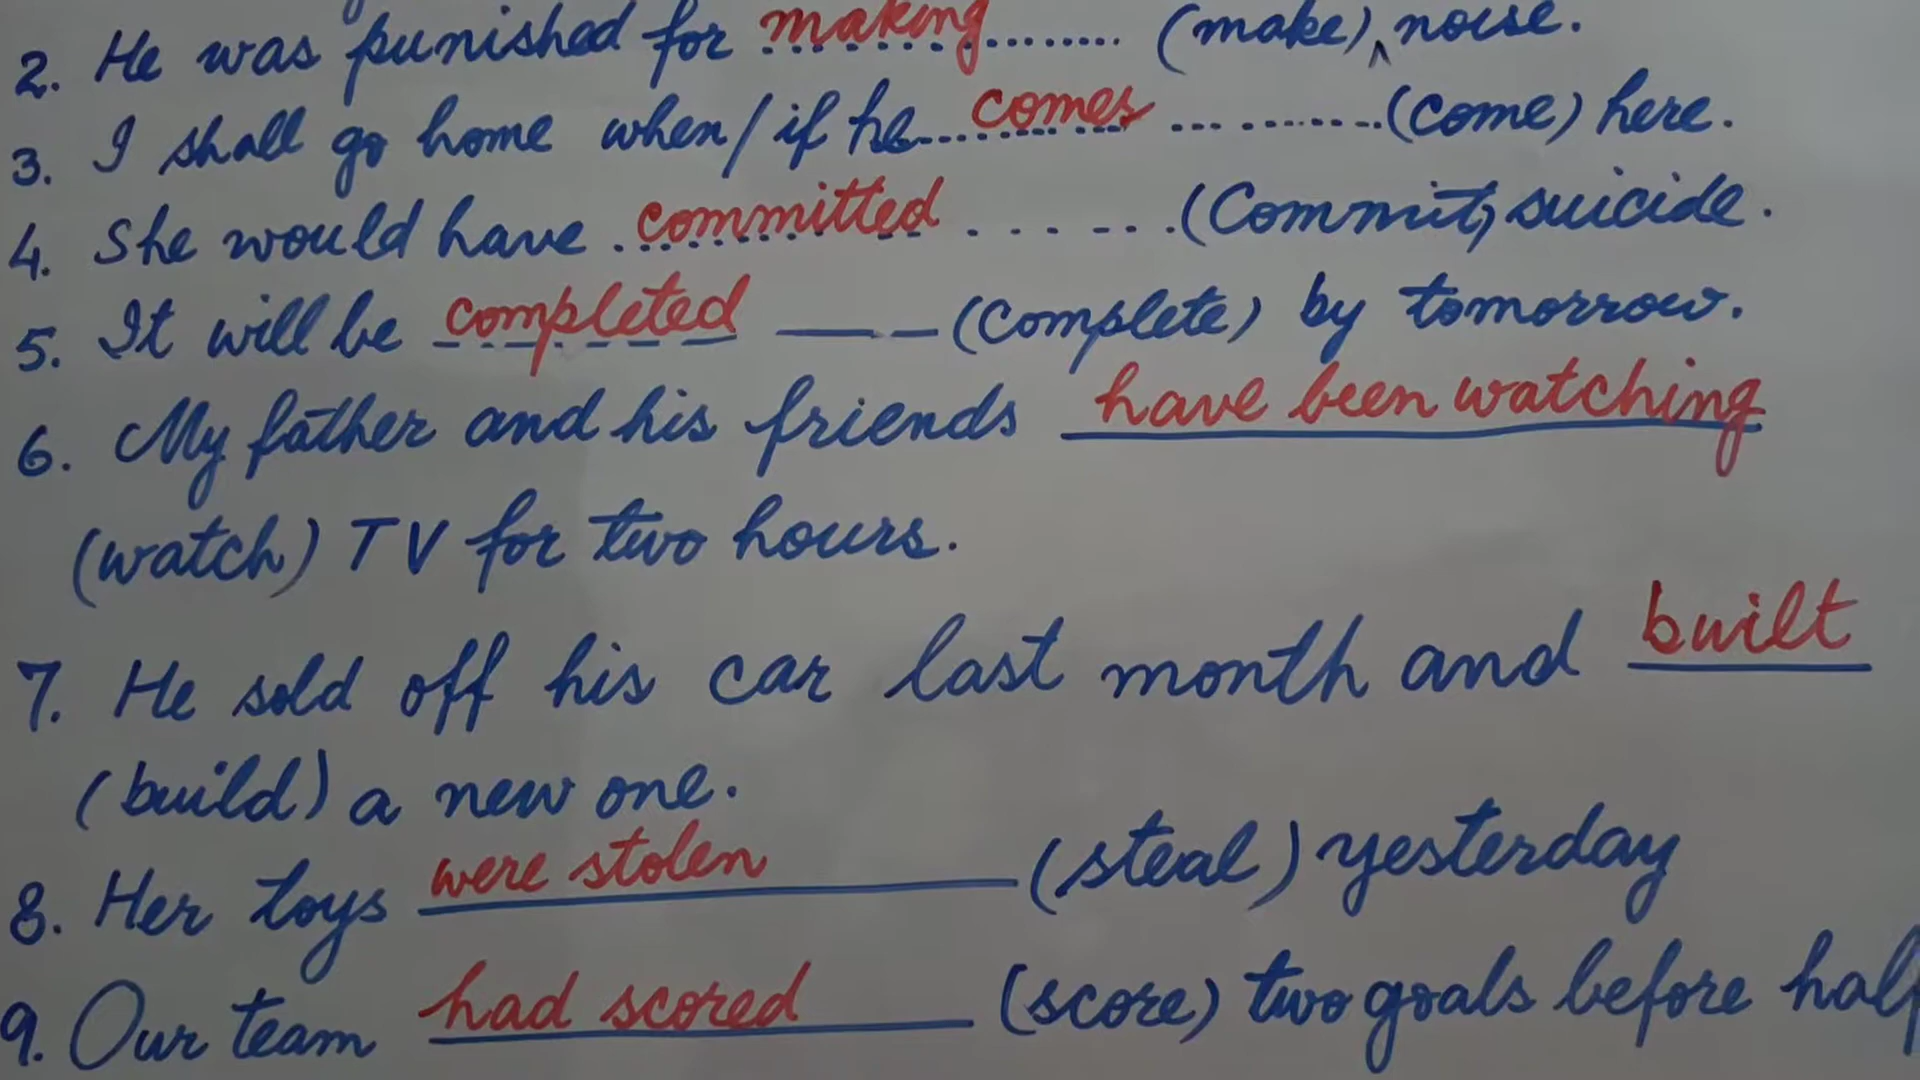 2. He was punished for making ........ (make) ^ noise.
3. I shall go home when/if he.... comes ..........(come) here.
4. She would have . committed . . . . . . .(Commit) suicide.
5. It will be completed _____ (Complete) by tomorrow.
6. My father and his friends have been watching
(watch) TV for two hours.
7. He sold off his car last month and built
(build) a new one.
8. Her toys were stolen (steal) yesterday
9. Our team had scored (score) two goals before half